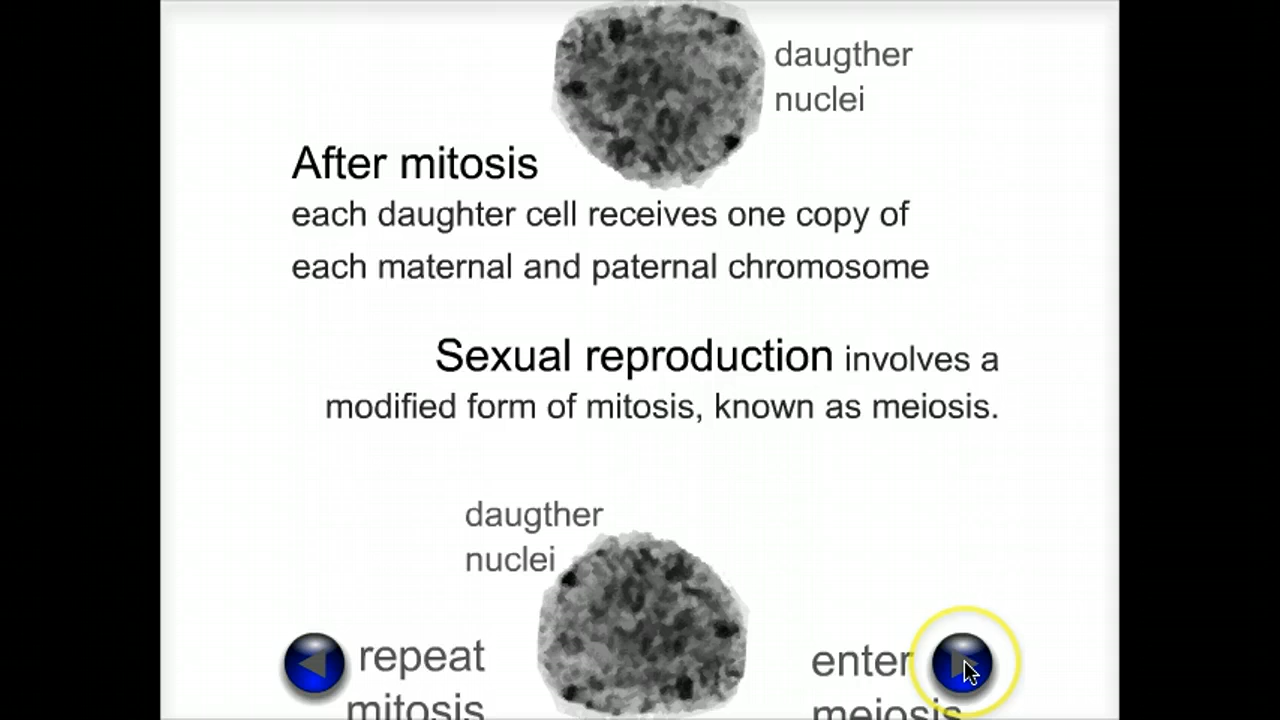 daugther
nuclei
After mitosis
each daughter cell receives one copy of
each maternal and paternal chromosome
Sexual reproduction involves a
modified form of mitosis, known as meiosis.
daugther
nuclei
repeat
mitosis
enter
meiosis